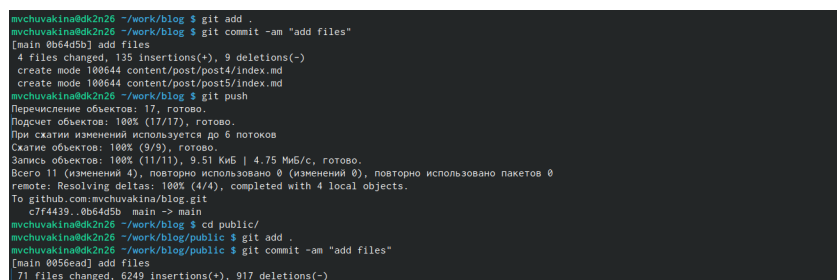 mvchuvakina@dk2n26 ~/work/blog $ git add .
mvchuvakina@dk2n26 ~/work/blog $ git commit -am "add files"
[main 0b64d5b] add files
 4 files changed, 135 insertions(+), 9 deletions(-)
 create mode 100644 content/post/post4/index.md
 create mode 100644 content/post/post5/index.md
mvchuvakina@dk2n26 ~/work/blog $ git push
Перечисление объектов: 17, готово.
Подсчет объектов: 100% (17/17), готово.
При сжатии изменений используется до 6 потоков
Сжатие объектов: 100% (9/9), готово.
Запись объектов: 100% (11/11), 9.51 КиБ | 4.75 МиБ/с, готово.
Всего 11 (изменений 4), повторно использовано 0 (изменений 0), повторно использовано пакетов 0
remote: Resolving deltas: 100% (4/4), completed with 4 local objects.
To github.com:mvchuvakina/blog.git
   c7f4439..0b64d5b  main -> main
mvchuvakina@dk2n26 ~/work/blog $ cd public/
mvchuvakina@dk2n26 ~/work/blog/public $ git add .
mvchuvakina@dk2n26 ~/work/blog/public $ git commit -am "add files"
[main 0056ead] add files
 71 files changed, 6249 insertions(+), 917 deletions(-)